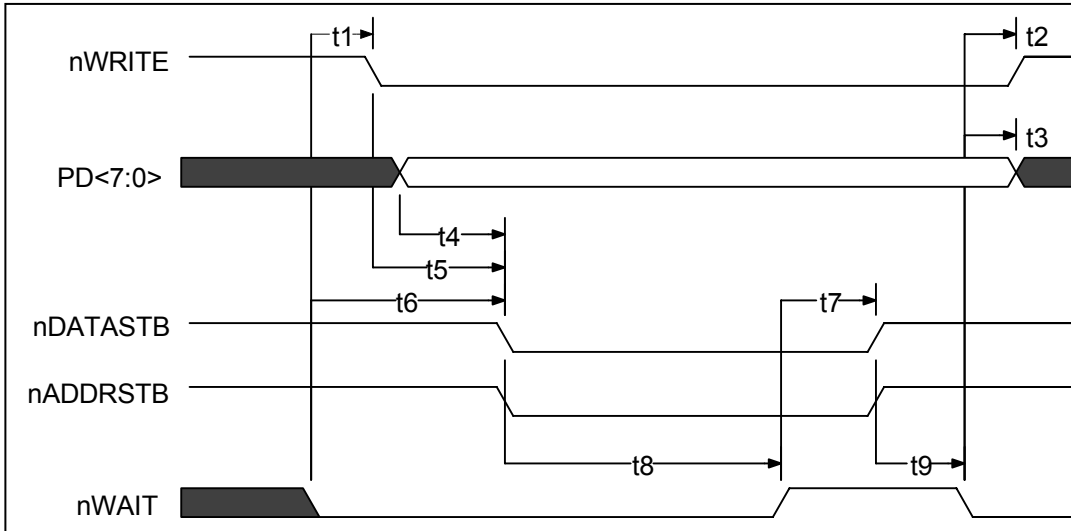 t1
t2
nWRITE
t3
PD<7:0>
t4
t5
t6
t7
nDATASTB
nADDRSTB
t8
t9
nWAIT